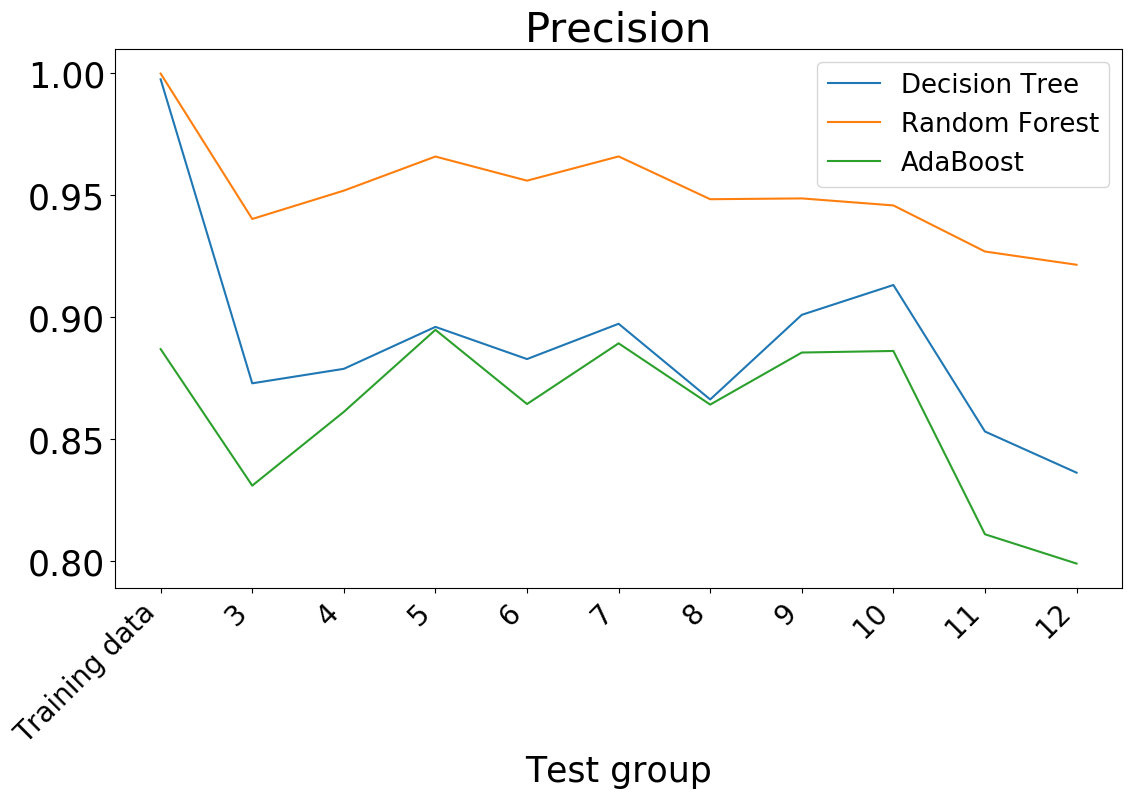 Precision
1.00
0.95
0.90
0.85
0.80
Decision Tree
Random Forest
AdaBoost
Training data
3
4
5
6
7
8
9
10
11
12
Test group